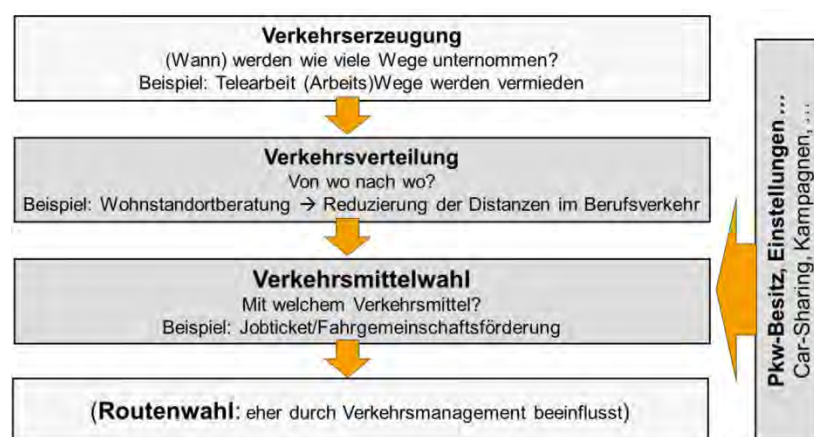 Verkehrserzeugung
(Wann) werden wie viele Wege unternommen?
Beispiel: Telearbeit (Arbeits)Wege werden vermieden
Verkehrsverteilung
Von wo nach wo?
Beispiel: Wohnstandortberatung → Reduzierung der Distanzen im Berufsverkehr
Verkehrsmittelwahl
Mit welchem Verkehrsmittel?
Beispiel: Jobticket/Fahrgemeinschaftsförderung
(Routenwahl: eher durch Verkehrsmanagement beeinflusst)
Pkw-Besitz, Einstellungen ...
Car-Sharing, Kampagnen, ...